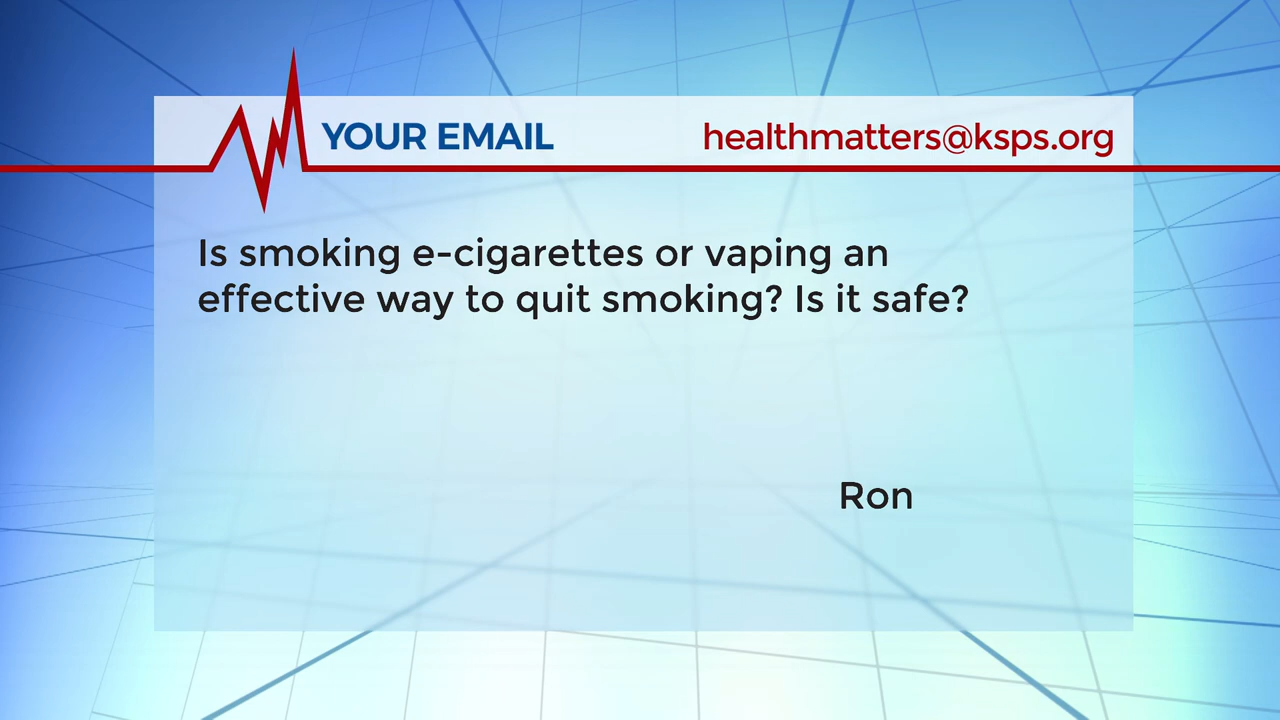 YOUR EMAIL healthmatters@ksps.org
Is smoking e-cigarettes or vaping an
effective way to quit smoking? Is it safe?
Ron